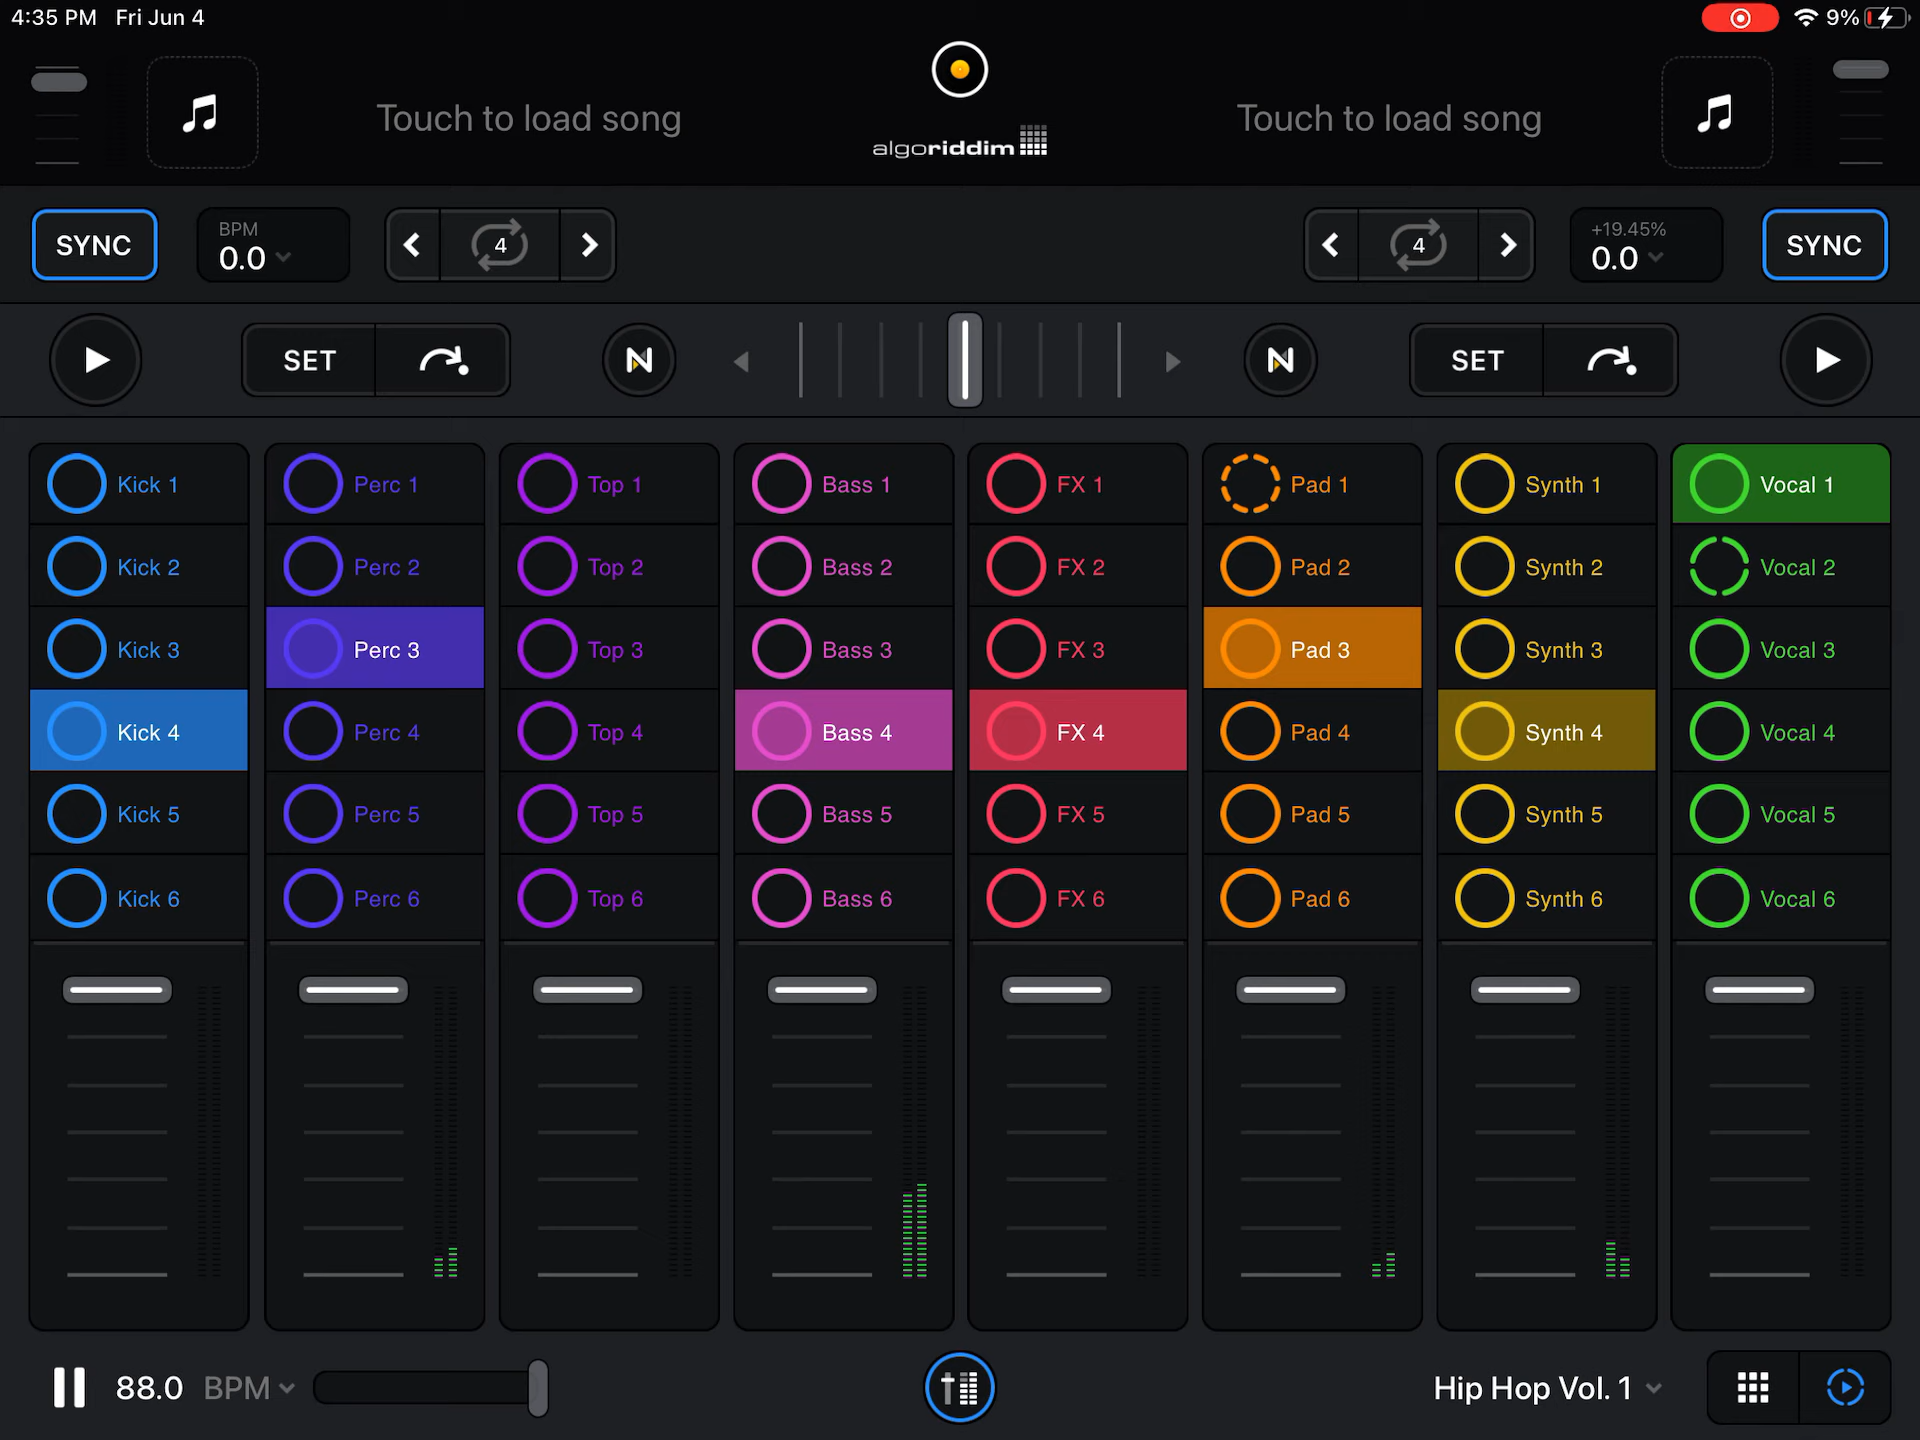 4:35 PM Fri Jun 4 9%
Touch to load song
algoriddim
Touch to load song
SYNC
BPM
0.0
4
4
+19.45%
0.0
SYNC
SET
SET
Kick 1 Perc 1 Top 1 Bass 1 FX 1 Pad 1 Synth 1 Vocal 1
Kick 2 Perc 2 Top 2 Bass 2 FX 2 Pad 2 Synth 2 Vocal 2
Kick 3 Perc 3 Top 3 Bass 3 FX 3 Pad 3 Synth 3 Vocal 3
Kick 4 Perc 4 Top 4 Bass 4 FX 4 Pad 4 Synth 4 Vocal 4
Kick 5 Perc 5 Top 5 Bass 5 FX 5 Pad 5 Synth 5 Vocal 5
Kick 6 Perc 6 Top 6 Bass 6 FX 6 Pad 6 Synth 6 Vocal 6
88.0 BPM Hip Hop Vol. 1